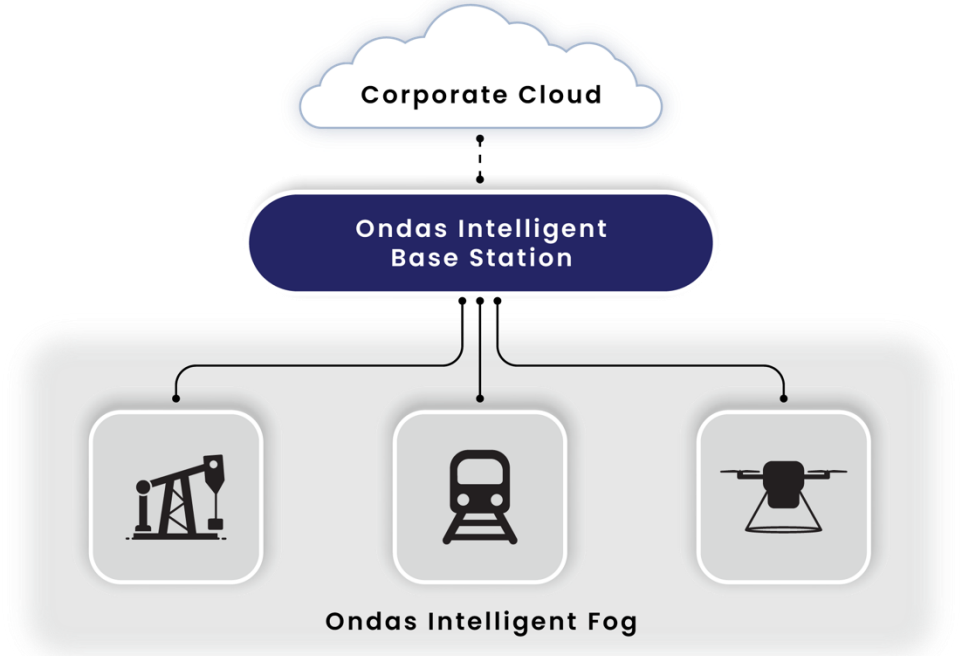 Corporate Cloud
Ondas Intelligent
Base Station
Ondas Intelligent Fog